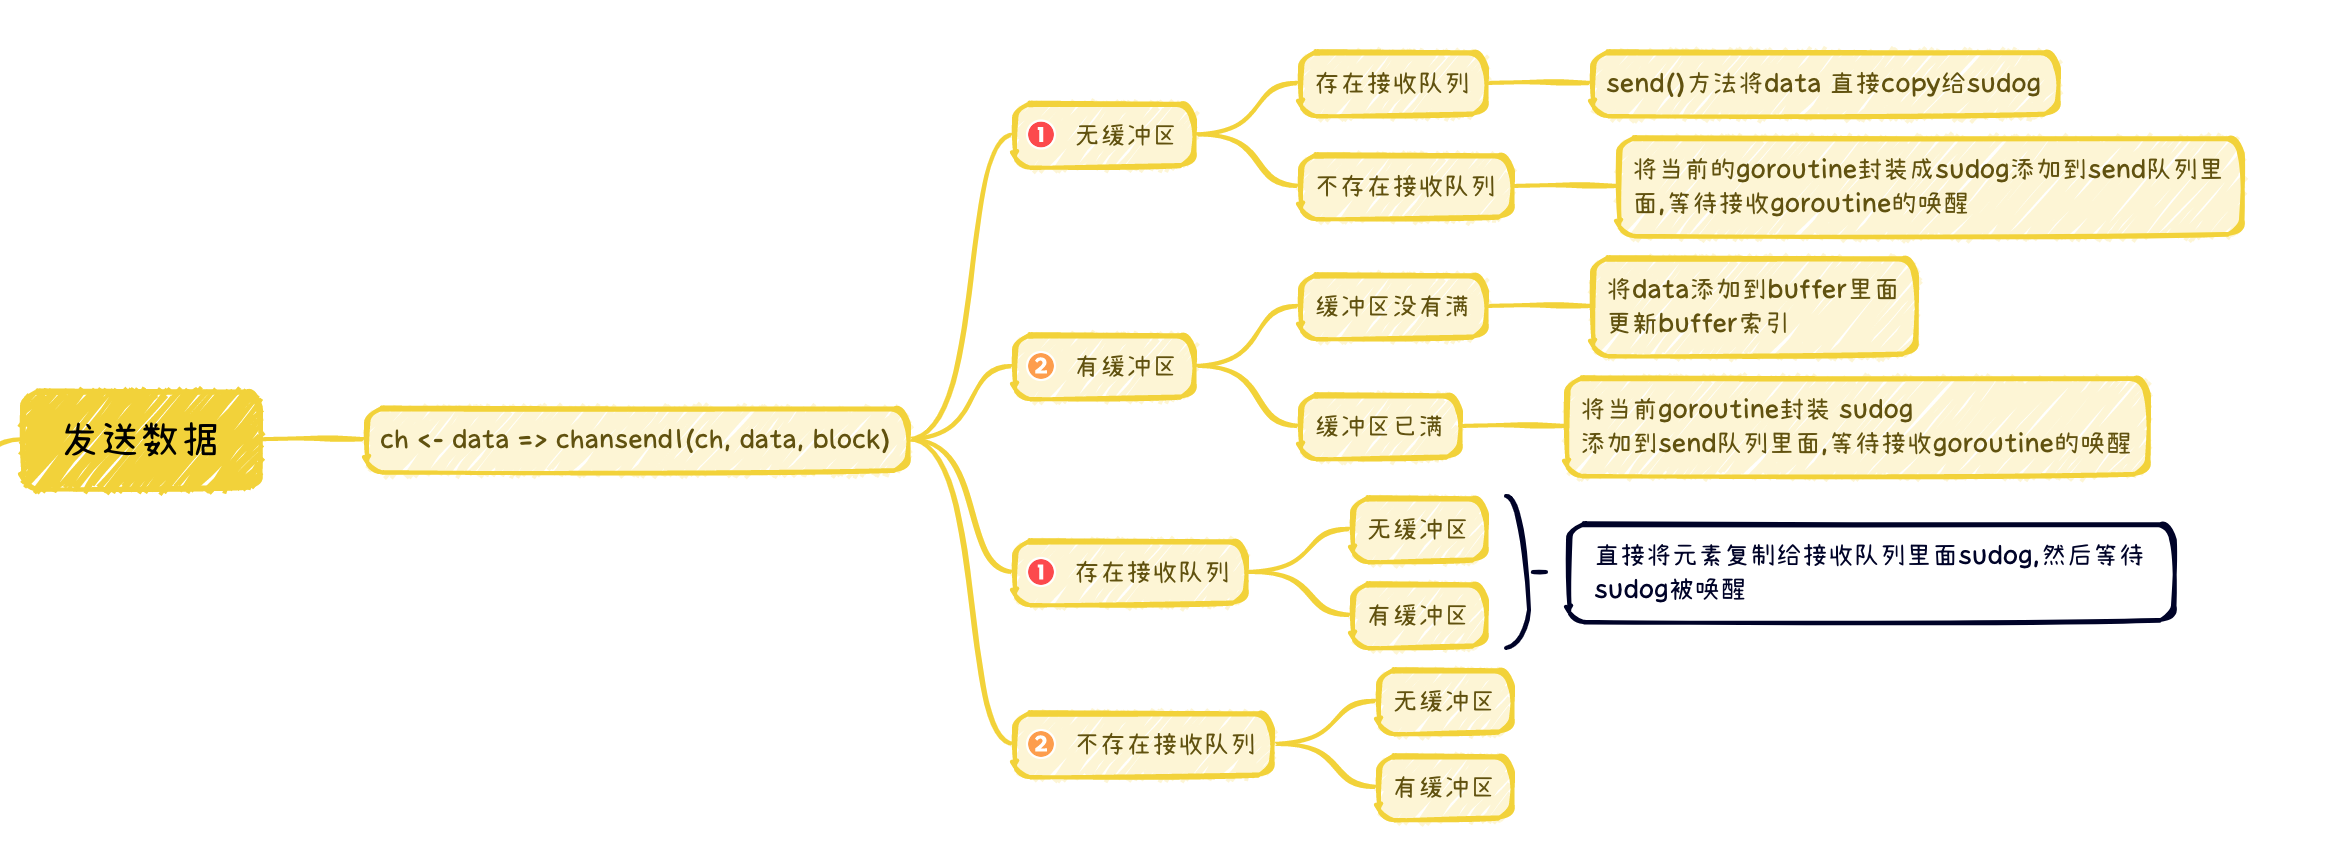 发送数据
ch <- data => chansend1(ch, data, block)
1 无缓冲区
存在接收队列
send()方法将data 直接copy给sudog
不存在接收队列
将当前的goroutine封装成sudog添加到send队列里
面,等待接收goroutine的唤醒
2 有缓冲区
缓冲区没有满
将data添加到buffer里面
更新buffer索引
缓冲区已满
将当前goroutine封装 sudog
添加到send队列里面,等待接收goroutine的唤醒
1 存在接收队列
无缓冲区
有缓冲区
直接将元素复制给接收队列里面sudog,然后等待
sudog被唤醒
2 不存在接收队列
无缓冲区
有缓冲区